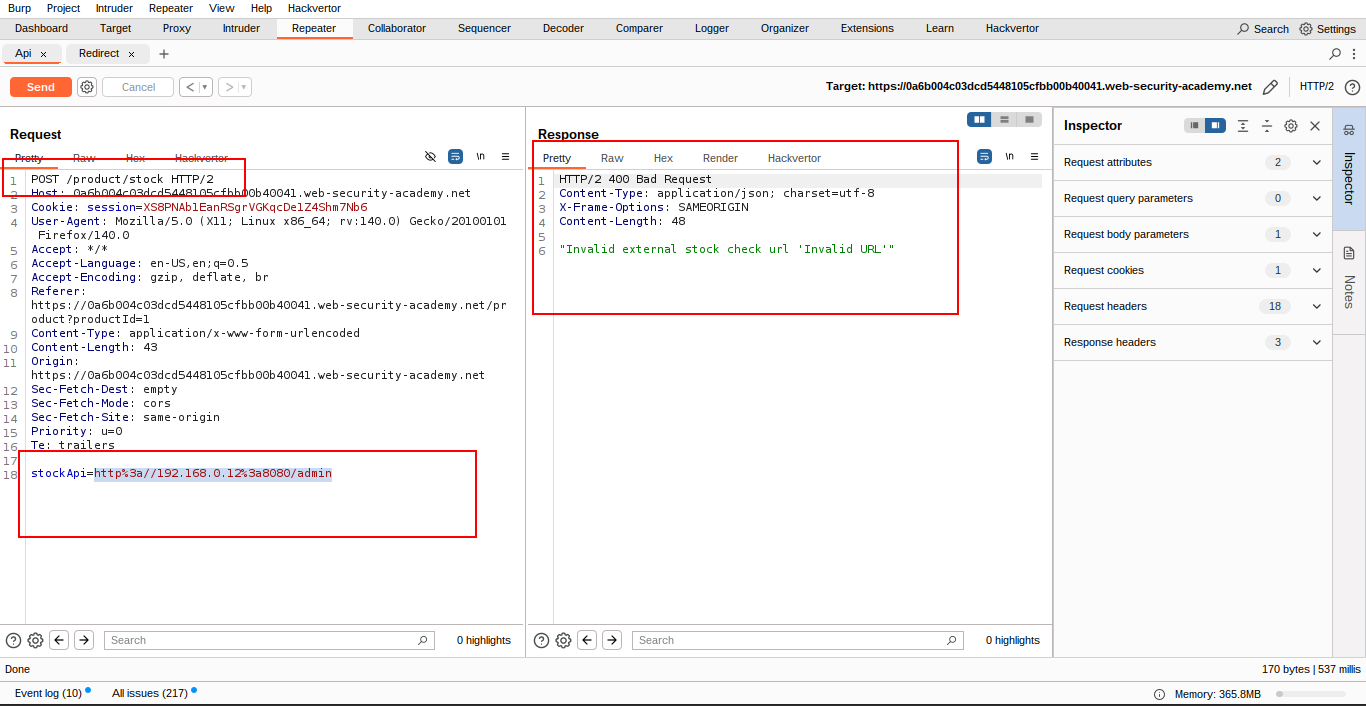 Burp Project Intruder Repeater View Help Hackvertor
Dashboard Target Proxy Intruder Repeater Collaborator Sequencer Decoder Comparer Logger Organizer Extensions Learn Hackvertor Search Settings
Api × Redirect × +
Send Cancel < > Target: https://0a6b004c03dcd5448105cfbb00b40041.web-security-academy.net HTTP/2
Request
Pretty Raw Hex Hackvertor \n
1 POST /product/stock HTTP/2
2 Host: 0a6b004c03dcd5448105cfbb00b40041.web-security-academy.net
3 Cookie: session=XS8PNAb1EanRSgrVGKqcDe1Z4Shm7Nb6
4 User-Agent: Mozilla/5.0 (X11; Linux x86_64; rv:140.0) Gecko/20100101
Firefox/140.0
5 Accept: */*
6 Accept-Language: en-US,en;q=0.5
7 Accept-Encoding: gzip, deflate, br
8 Referer:
https://0a6b004c03dcd5448105cfbb00b40041.web-security-academy.net/pr
oduct?productId=1
9 Content-Type: application/x-www-form-urlencoded
10 Content-Length: 43
11 Origin:
https://0a6b004c03dcd5448105cfbb00b40041.web-security-academy.net
12 Sec-Fetch-Dest: empty
13 Sec-Fetch-Mode: cors
14 Sec-Fetch-Site: same-origin
15 Priority: u=0
16 Te: trailers
17
18 stockApi=http%3a//192.168.0.12%3a8080/admin
Search 0 highlights
Response
Pretty Raw Hex Render Hackvertor \n
1 HTTP/2 400 Bad Request
2 Content-Type: application/json; charset=utf-8
3 X-Frame-Options: SAMEORIGIN
4 Content-Length: 48
5
6 "Invalid external stock check url 'Invalid URL'"
Search 0 highlights
Inspector
Request attributes 2
Request query parameters 0
Request body parameters 1
Request cookies 1
Request headers 18
Response headers 3
Inspector
Notes
Done 170 bytes | 537 millis
Event log (10) All issues (217) Memory: 365.8MB